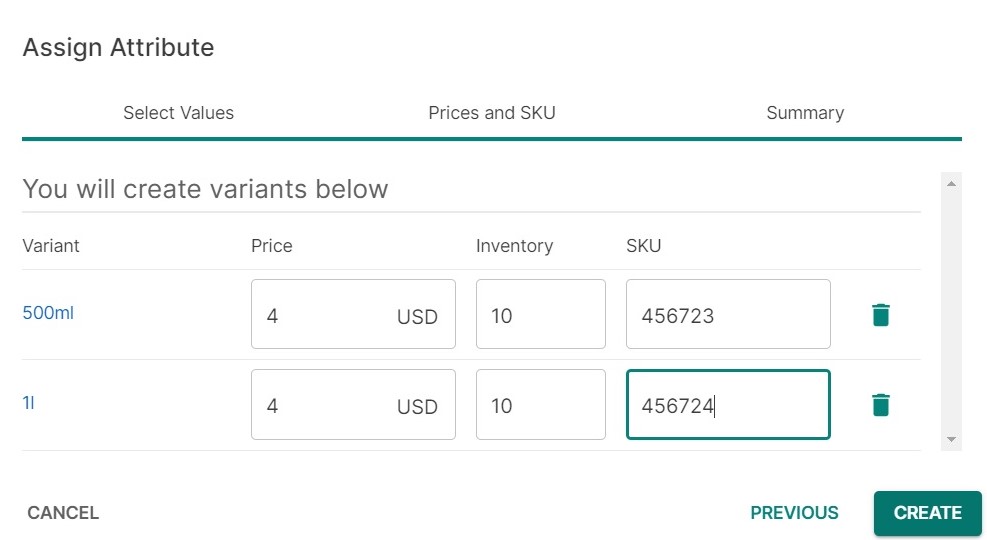 Assign Attribute
Select Values Prices and SKU Summary
You will create variants below
Variant Price Inventory SKU
500ml 4 USD 10 456723
1l 4 USD 10 456724
CANCEL PREVIOUS CREATE